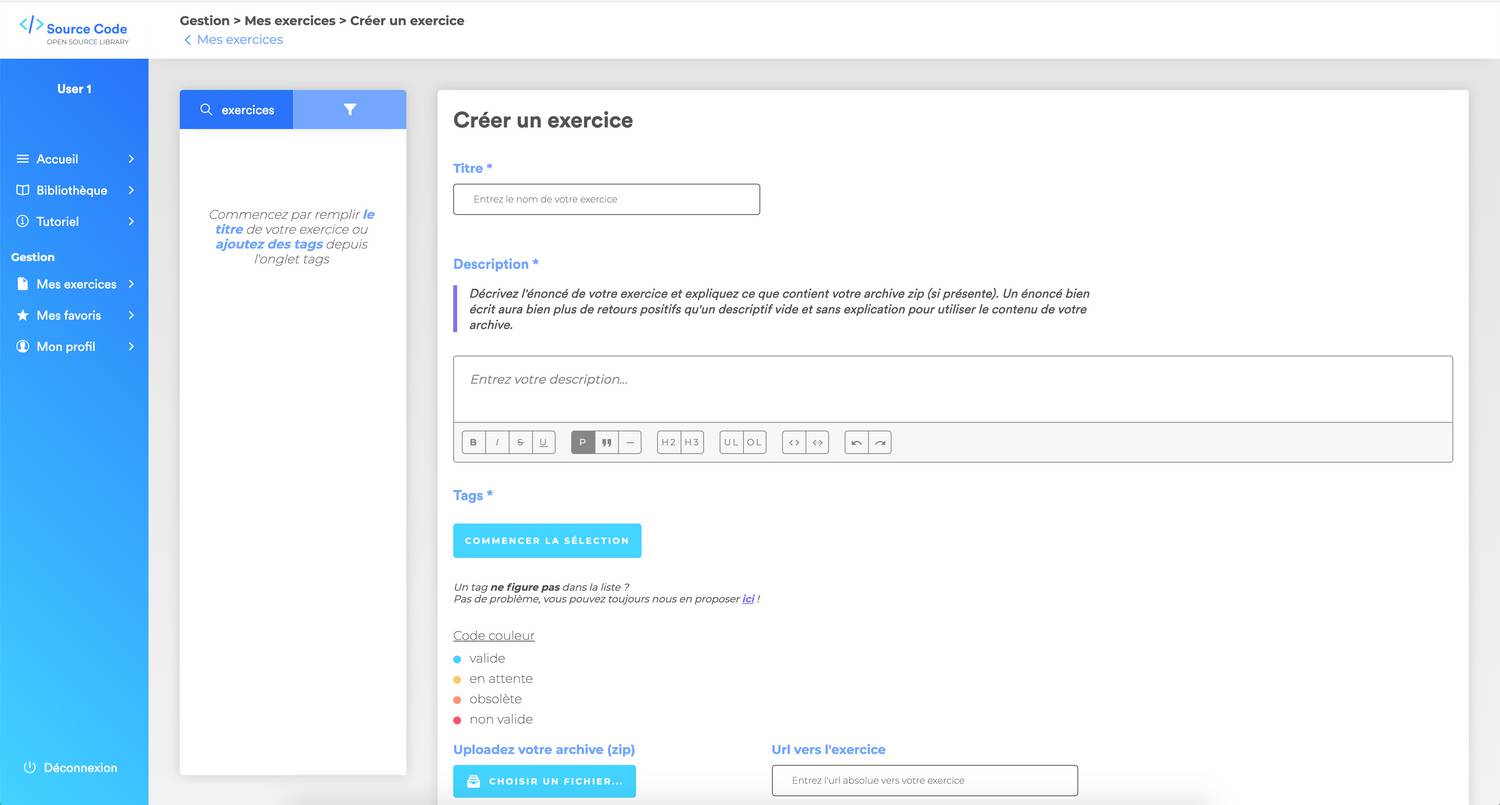 </> Source Code
OPEN SOURCE LIBRARY
Gestion > Mes exercices > Créer un exercice
Mes exercices
User 1
Accueil
Bibliothèque
Tutoriel
Gestion
Mes exercices
Mes favoris
Mon profil
Déconnexion
exercices
Commencez par remplir le
titre de votre exercice ou
ajoutez des tags depuis
l'onglet tags
Créer un exercice
Titre *
Entrez le nom de votre exercice
Description *
Décrivez l'énoncé de votre exercice et expliquez ce que contient votre archive zip (si présente). Un énoncé bien
écrit aura bien plus de retours positifs qu'un descriptif vide et sans explication pour utiliser le contenu de votre
archive.
Entrez votre description...
B I S U P H2 H3 UL OL
Tags *
COMMENCER LA SÉLECTION
Un tag ne figure pas dans la liste ?
Pas de problème, vous pouvez toujours nous en proposer ici !
Code couleur
valide
en attente
obsolète
non valide
Uploadez votre archive (zip)
CHOISIR UN FICHIER...
Url vers l'exercice
Entrez l'url absolue vers votre exercice